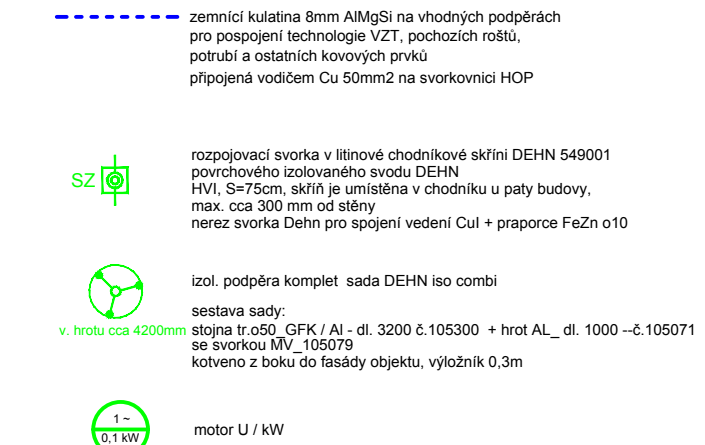 zemnící kulatina 8mm AlMgSi na vhodných podpěrách
pro pospojení technologie VZT, pochozích roštů,
potrubí a ostatních kovových prvků
připojená vodičem Cu 50mm2 na svorkovnici HOP
SZ
rozpojovací svorka v litinové chodníkové skříni DEHN 549001
povrchového izolovaného svodu DEHN
HVI, S=75cm, skříň je umístěna v chodníku u paty budovy,
max. cca 300 mm od stěny
nerez svorka Dehn pro spojení vedení CuI + praporce FeZn o10
izol. podpěra komplet sada DEHN iso combi
sestava sady:
v. hrotu cca 4200mm
stojna tr.o50_GFK / Al - dl. 3200 č.105300 + hrot AL_ dl. 1000 --č.105071
se svorkou MV_105079
kotveno z boku do fasády objektu, výložník 0,3m
1 ~
0,1 kW
motor U / kW